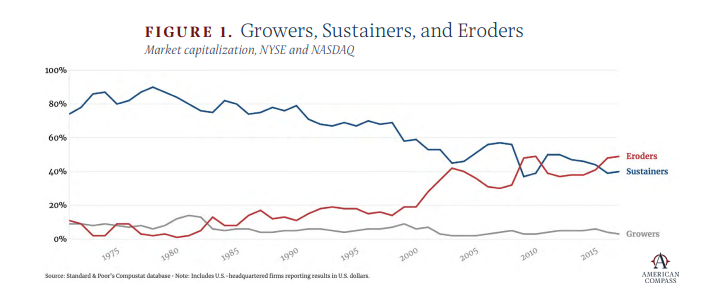 FIGURE 1. Growers, Sustainers, and Eroders
Market capitalization, NYSE and NASDAQ
100%
80%
60%
40%
20%
0%
Eroders
Sustainers
Growers
1975
1980
1985
1990
1995
2000
2005
2010
2015
Source: Standard & Poor's Compustat database - Note: Includes U.S.-headquartered firms reporting results in U.S. dollars.
AMERICAN
COMPASS